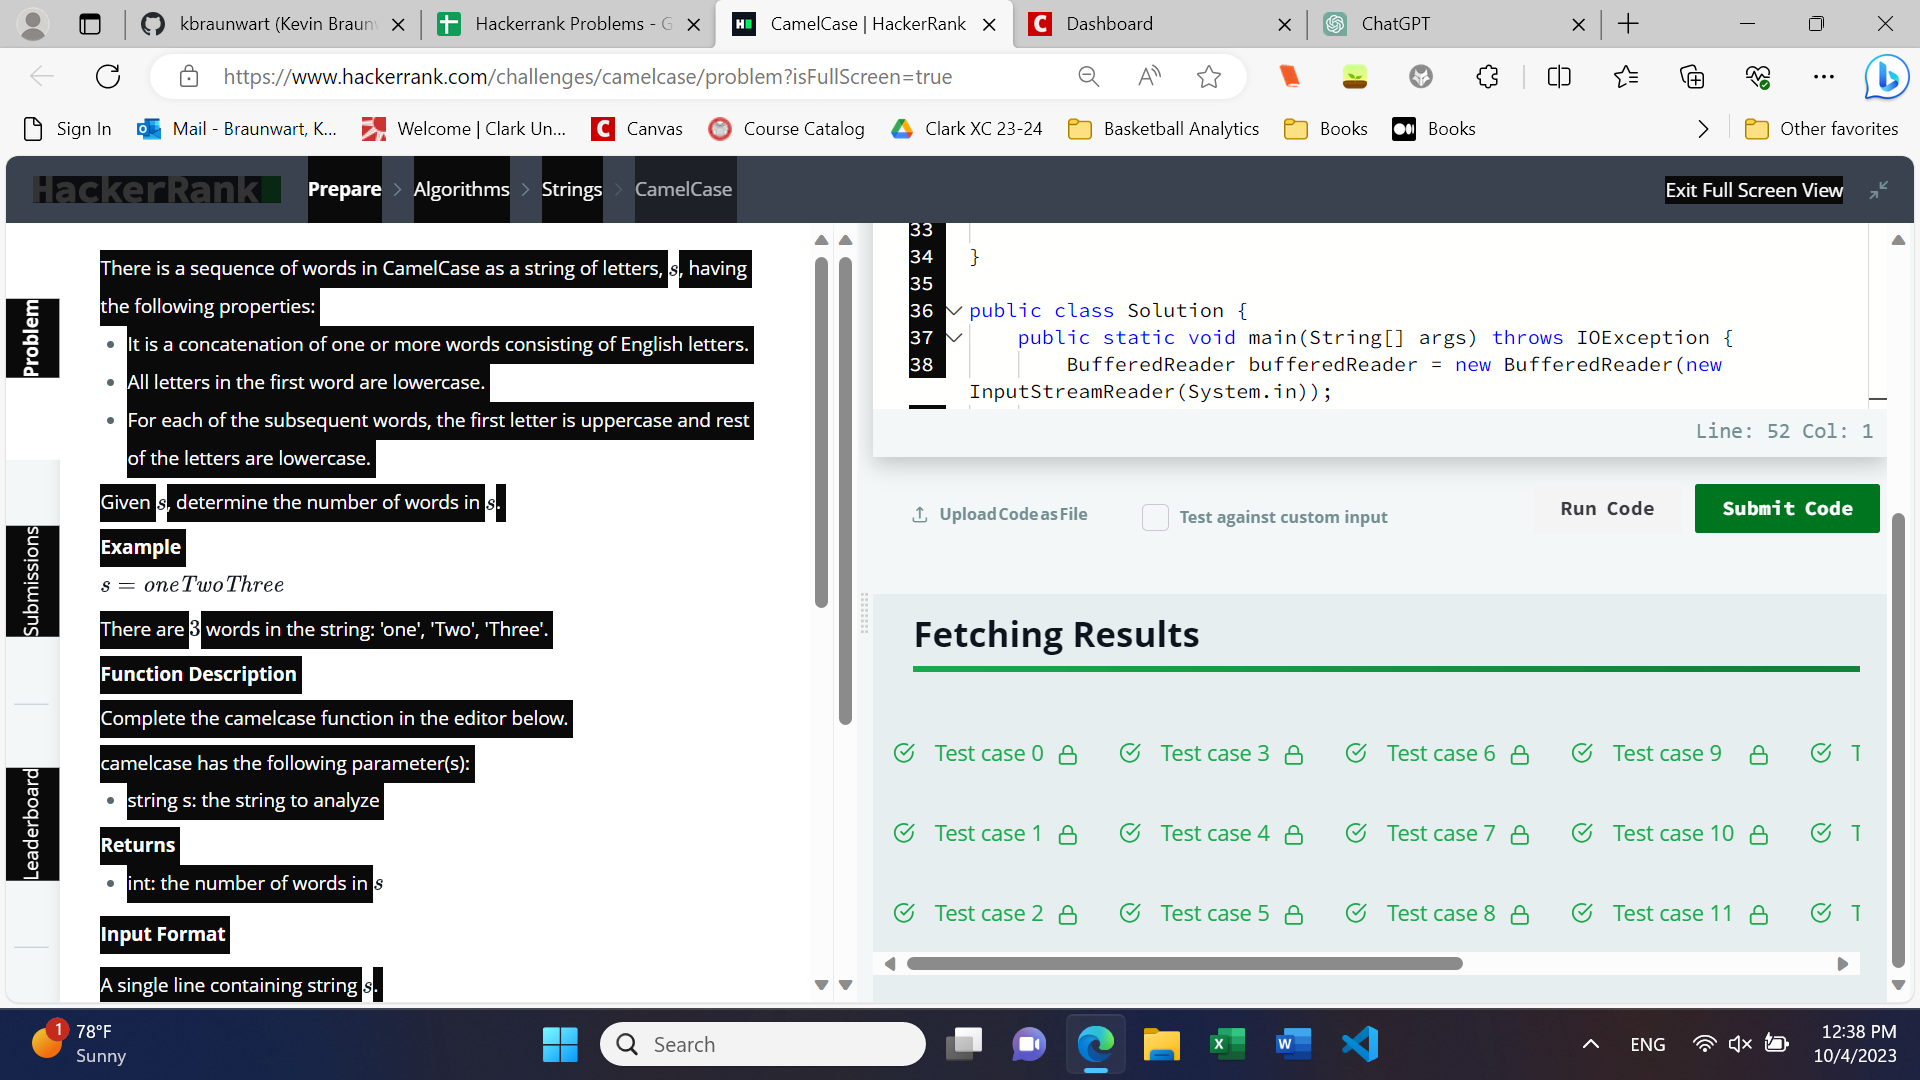 kbraunwart (Kevin Braunw
Hackerrank Problems - G
CamelCase | HackerRank
Dashboard
ChatGPT
https://www.hackerrank.com/challenges/camelcase/problem?isFullScreen=true
Sign In
Mail - Braunwart, K...
Welcome | Clark Un...
Canvas
Course Catalog
Clark XC 23-24
Basketball Analytics
Books
Books
Other favorites
HackerRank
Prepare
Algorithms
Strings
CamelCase
Exit Full Screen View
Problem
Submissions
Leaderboard
There is a sequence of words in CamelCase as a string of letters, s, having
the following properties:
It is a concatenation of one or more words consisting of English letters.
All letters in the first word are lowercase.
For each of the subsequent words, the first letter is uppercase and rest
of the letters are lowercase.
Given s, determine the number of words in s.
Example
s = oneTwoThree
There are 3 words in the string: 'one', 'Two', 'Three'.
Function Description
Complete the camelcase function in the editor below.
camelcase has the following parameter(s):
string s: the string to analyze
Returns
int: the number of words in s
Input Format
A single line containing string s.
33
34 }
35
36 public class Solution {
37 public static void main(String[] args) throws IOException {
38 BufferedReader bufferedReader = new BufferedReader(new
InputStreamReader(System.in));
Line: 52 Col: 1
Upload Code as File
Test against custom input
Run Code
Submit Code
Fetching Results
Test case 0
Test case 3
Test case 6
Test case 9
T
Test case 1
Test case 4
Test case 7
Test case 10
T
Test case 2
Test case 5
Test case 8
Test case 11
T
1
78°F
Sunny
Search
ENG
12:38 PM
10/4/2023